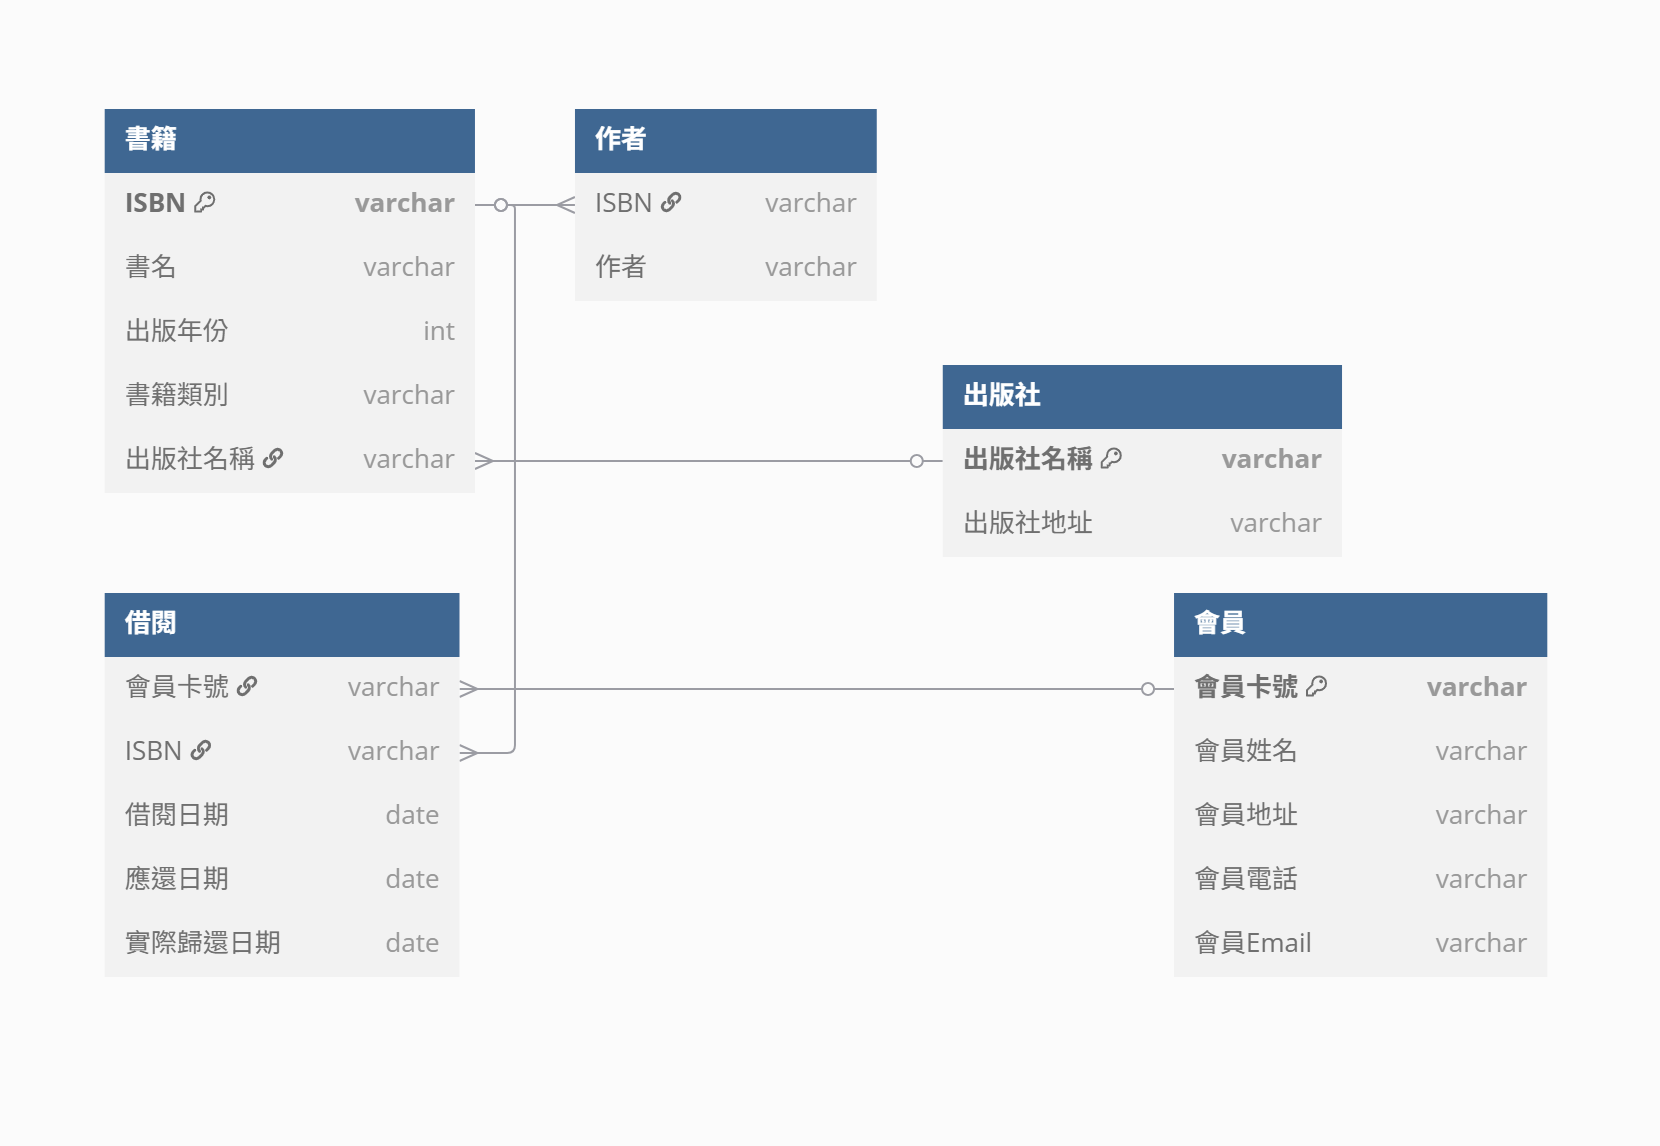 書籍
ISBN varchar
書名 varchar
出版年份 int
書籍類別 varchar
出版社名稱 varchar
作者
ISBN varchar
作者 varchar
出版社
出版社名稱 varchar
出版社地址 varchar
借閱
會員卡號 varchar
ISBN varchar
借閱日期 date
應還日期 date
實際歸還日期 date
會員
會員卡號 varchar
會員姓名 varchar
會員地址 varchar
會員電話 varchar
會員Email varchar